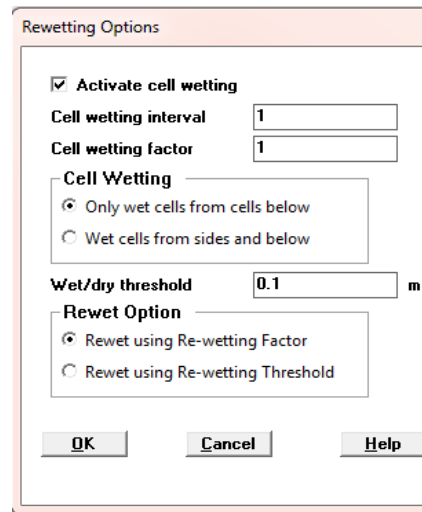 Rewetting Options
Activate cell wetting
Cell wetting interval 1
Cell wetting factor 1
Cell Wetting
Only wet cells from cells below
Wet cells from sides and below
Wet/dry threshold 0.1 m
Rewet Option
Rewet using Re-wetting Factor
Rewet using Re-wetting Threshold
OK Cancel Help